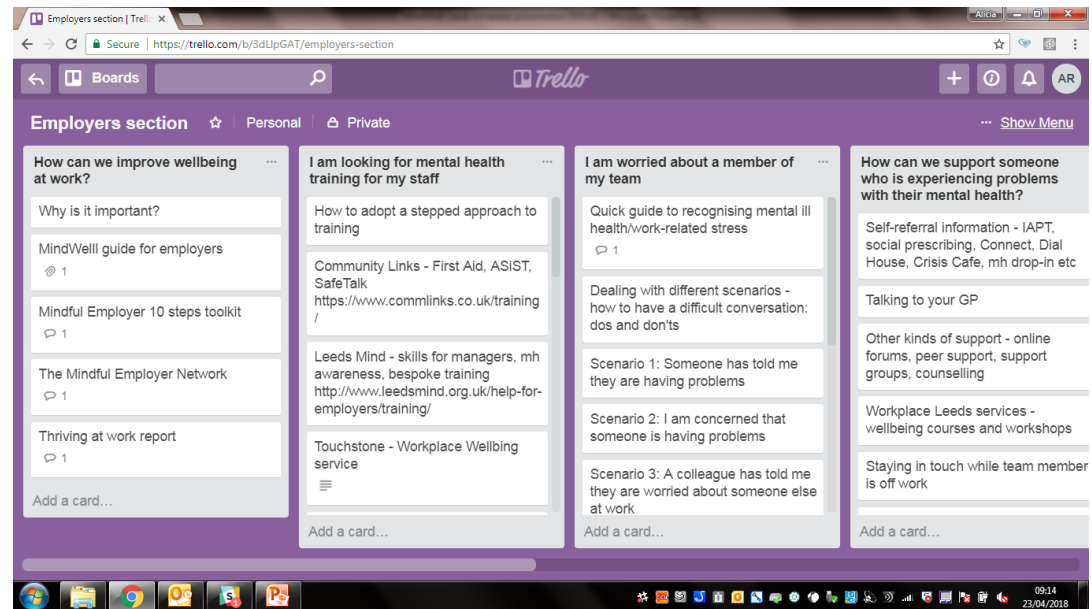 Employers section | Trello
Alicia
Secure | https://trello.com/b/3dLIpGAT/employers-section
Boards
Trello
AR
Employers section
Personal
Private
Show Menu
How can we improve wellbeing
at work?
Why is it important?
MindWelll guide for employers
1
Mindful Employer 10 steps toolkit
1
The Mindful Employer Network
1
Thriving at work report
1
Add a card…
I am looking for mental health
training for my staff
How to adopt a stepped approach to
training
Community Links - First Aid, ASiST,
SafeTalk
https://www.commlinks.co.uk/training
/
Leeds Mind - skills for managers, mh
awareness, bespoke training
http://www.leedsmind.org.uk/help-for-
employers/training/
Touchstone - Workplace Wellbing
service
Add a card…
I am worried about a member of
my team
Quick guide to recognising mental ill
health/work-related stress
1
Dealing with different scenarios -
how to have a difficult conversation:
dos and don'ts
Scenario 1: Someone has told me
they are having problems
Scenario 2: I am concerned that
someone is having problems
Scenario 3: A colleague has told me
they are worried about someone else
at work
Add a card…
How can we support someone
who is experiencing problems
with their mental health?
Self-referral information - IAPT,
social prescribing, Connect, Dial
House, Crisis Cafe, mh drop-in etc
Talking to your GP
Other kinds of support - online
forums, peer support, support
groups, counselling
Workplace Leeds services -
wellbeing courses and workshops
Staying in touch while team member
is off work
Add a card…
09:14
23/04/2018